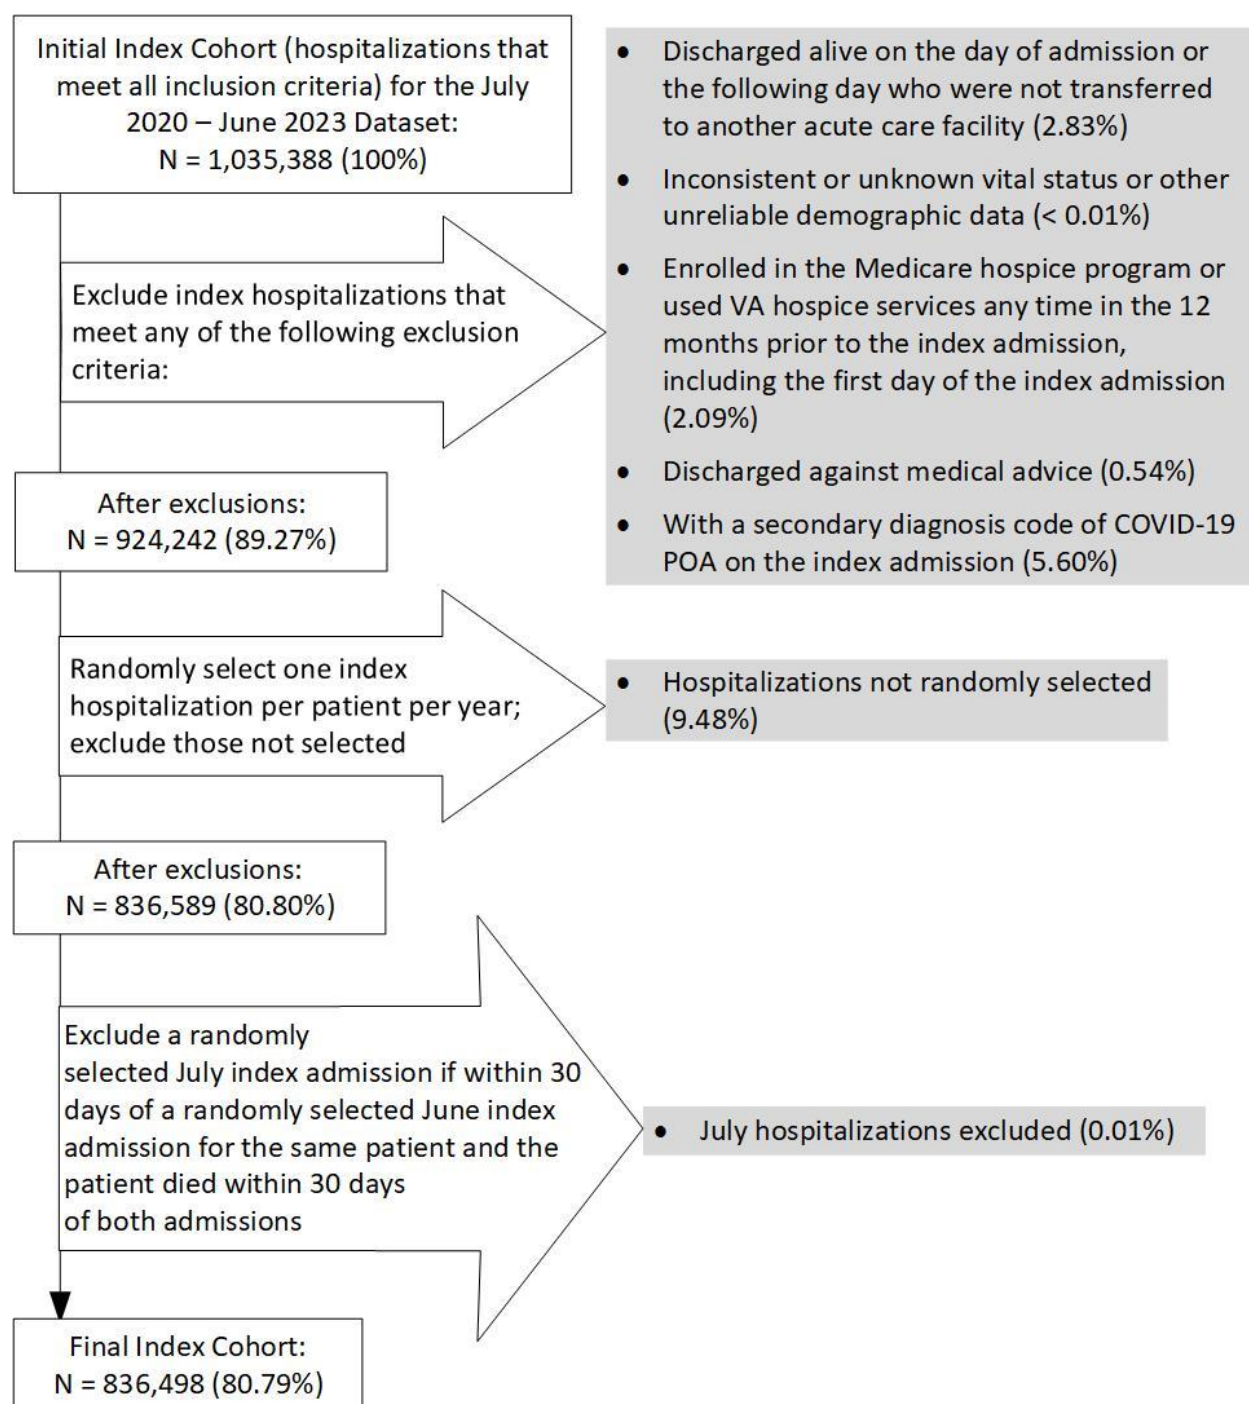 Initial Index Cohort (hospitalizations that
meet all inclusion criteria) for the July
2020 – June 2023 Dataset:
N = 1,035,388 (100%)
Exclude index hospitalizations that
meet any of the following exclusion
criteria:
● Discharged alive on the day of admission or
the following day who were not transferred
to another acute care facility (2.83%)
● Inconsistent or unknown vital status or other
unreliable demographic data (< 0.01%)
● Enrolled in the Medicare hospice program or
used VA hospice services any time in the 12
months prior to the index admission,
including the first day of the index admission
(2.09%)
● Discharged against medical advice (0.54%)
● With a secondary diagnosis code of COVID-19
POA on the index admission (5.60%)
After exclusions:
N = 924,242 (89.27%)
Randomly select one index
hospitalization per patient per year;
exclude those not selected
● Hospitalizations not randomly selected
(9.48%)
After exclusions:
N = 836,589 (80.80%)
Exclude a randomly
selected July index admission if within 30
days of a randomly selected June index
admission for the same patient and the
patient died within 30 days
of both admissions
● July hospitalizations excluded (0.01%)
Final Index Cohort:
N = 836,498 (80.79%)